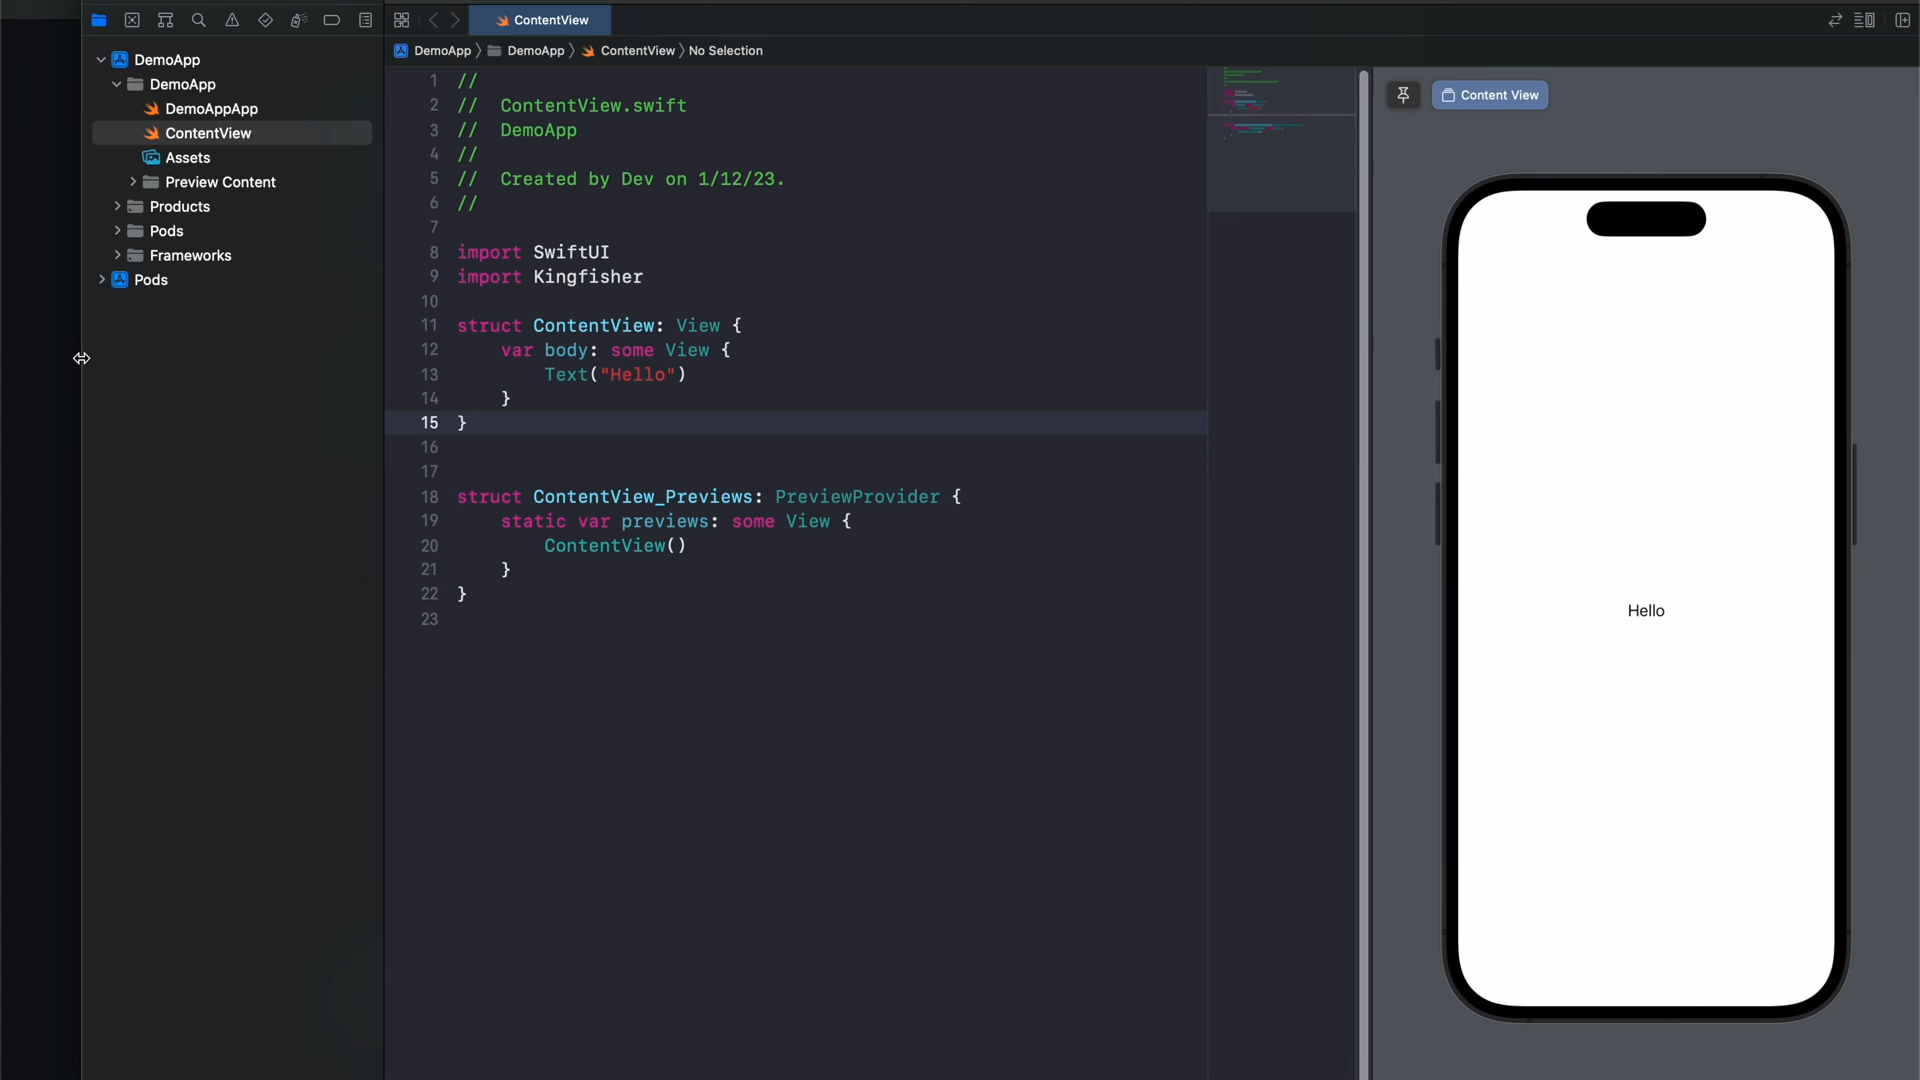 ContentView
DemoApp
DemoApp
ContentView
No Selection
DemoApp
DemoApp
DemoAppApp
ContentView
Assets
Preview Content
Products
Pods
Frameworks
Pods
1 //
2 //  ContentView.swift
3 //  DemoApp
4 //
5 //  Created by Dev on 1/12/23.
6 //
7
8 import SwiftUI
9 import Kingfisher
10
11 struct ContentView: View {
12     var body: some View {
13         Text("Hello")
14     }
15 }
16
17
18 struct ContentView_Previews: PreviewProvider {
19     static var previews: some View {
20         ContentView()
21     }
22 }
23
Content View
Hello